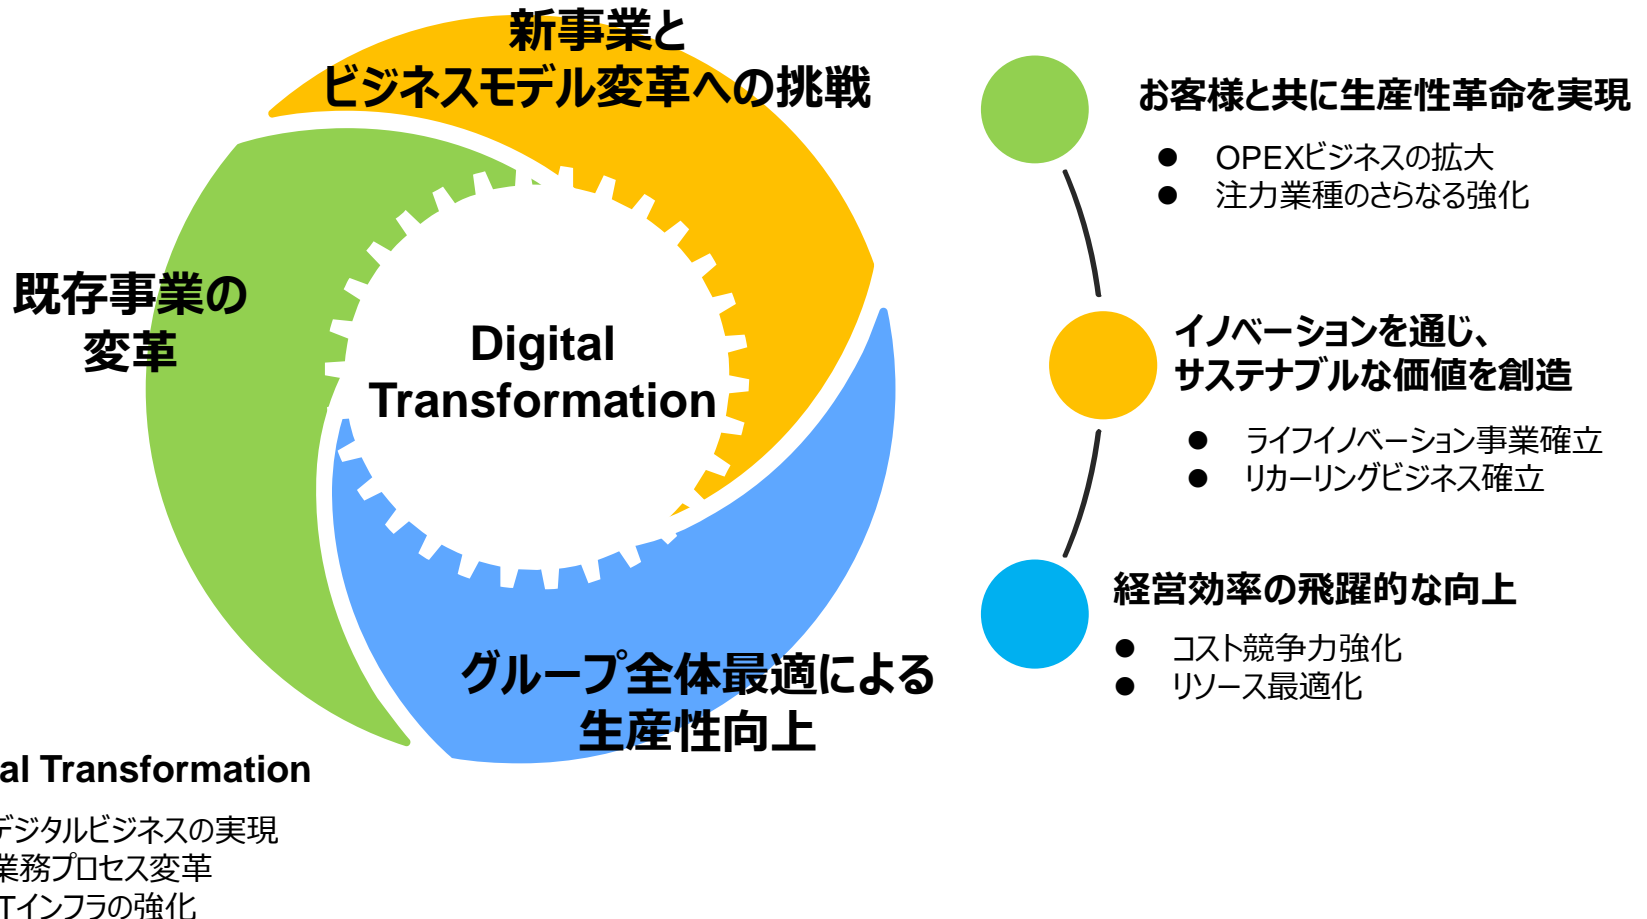 新事業と
ビジネスモデル変革への挑戦
既存事業の
変革
Digital
Transformation
グループ全体最適による
生産性向上
お客様と共に生産性革命を実現
● OPEXビジネスの拡大
● 注力業種のさらなる強化
イノベーションを通じ、
サステナブルな価値を創造
● ライフイノベーション事業確立
● リカーリングビジネス確立
経営効率の飛躍的な向上
● コスト競争力強化
● リソース最適化
al Transformation
デジタルビジネスの実現
業務プロセス変革
Tインフラの強化